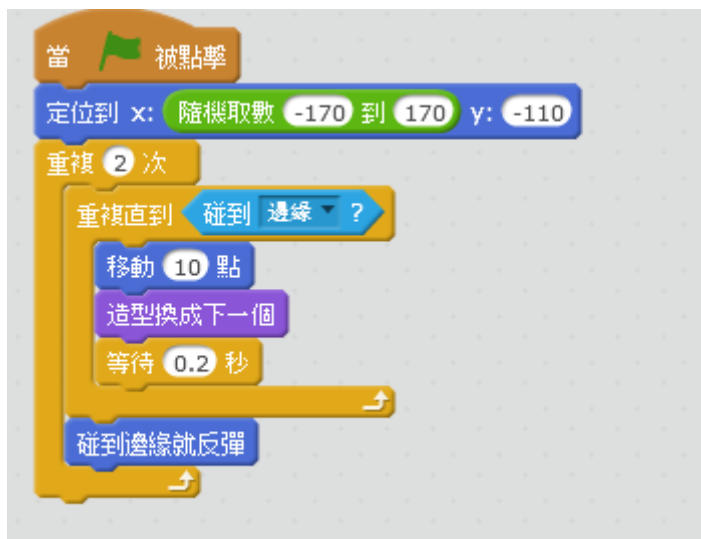 當 被點擊
定位到 x: 隨機取數 -170 到 170 y: -110
重複 2 次
重複直到 碰到 邊緣 ?
移動 10 點
造型換成下一個
等待 0.2 秒
碰到邊緣就反彈